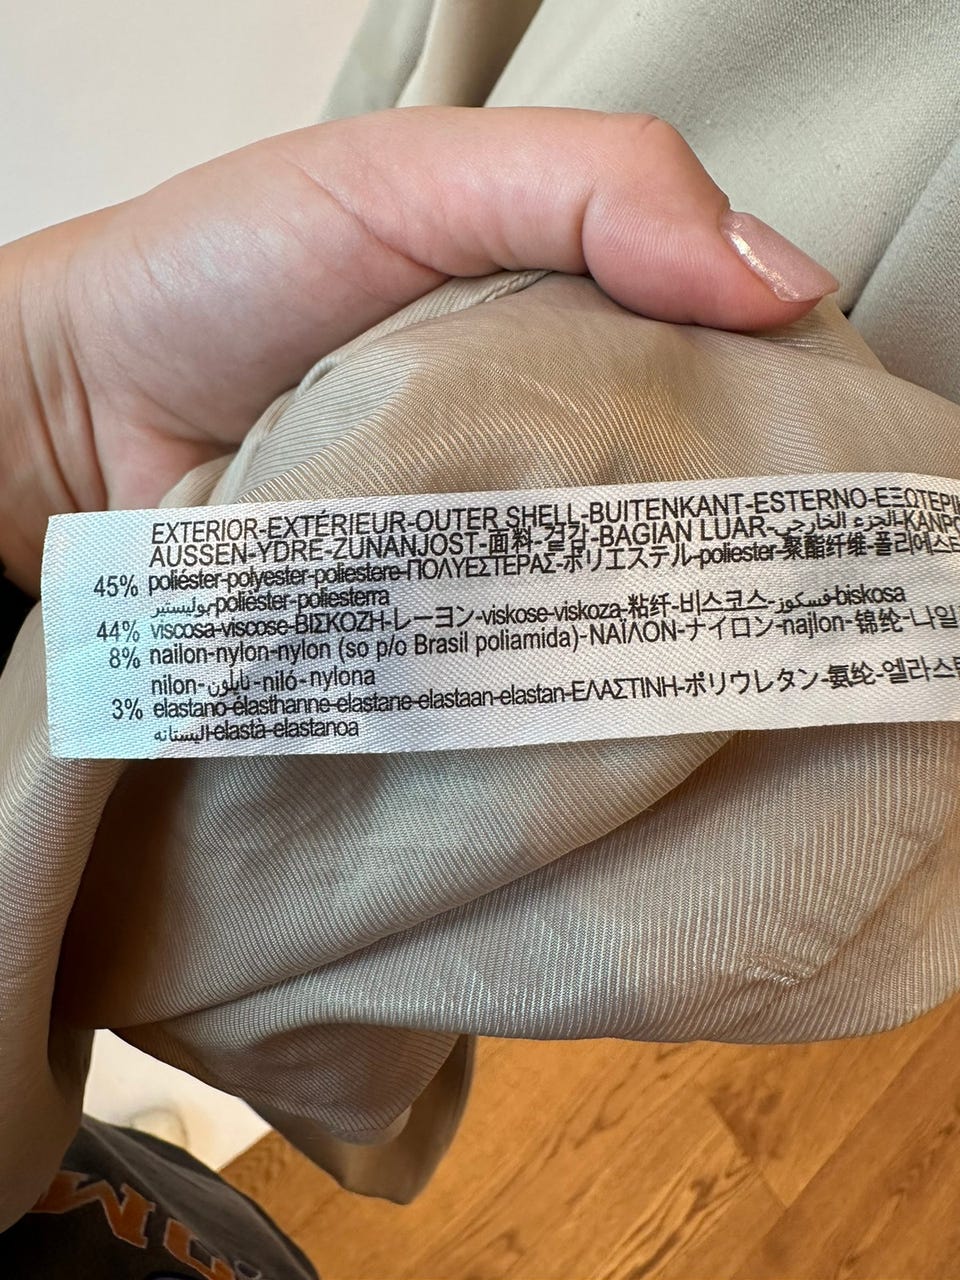 EXTERIOR-EXTÉRIEUR-OUTER SHELL-BUITENKANT-ESTERNO-ΕΞΩΤΕΡΙ
AUSSEN-YDRE-ZUNANJOST-面料-겉감-BAGIAN LUAR-الجزء الخارجي-KANPO
45% poliéster-polyester-poliestere-ΠΟΛΥΕΣΤΕΡΑΣ-ポリエステル-poliester-聚酯纤维-폴리에스
بوليستير-polièster-poliesterra
44% viscosa-viscose-ΒΙΣΚΟΖΗ-レーヨン-viskose-viskoza-粘纤-비스코스-فسكوز-biskosa
8% nailon-nylon-nylon (so p/o Brasil poliamida)-ΝΑΪΛΟΝ-ナイロン-najlon-锦纶-나일
nilon-نايلون-niló-nylona
3% elastano-élasthanne-elastane-elastaan-elastan-ΕΛΑΣΤΙΝΗ-ポリウレタン-氨纶-엘라스
اليستانه-elastà-elastanoa